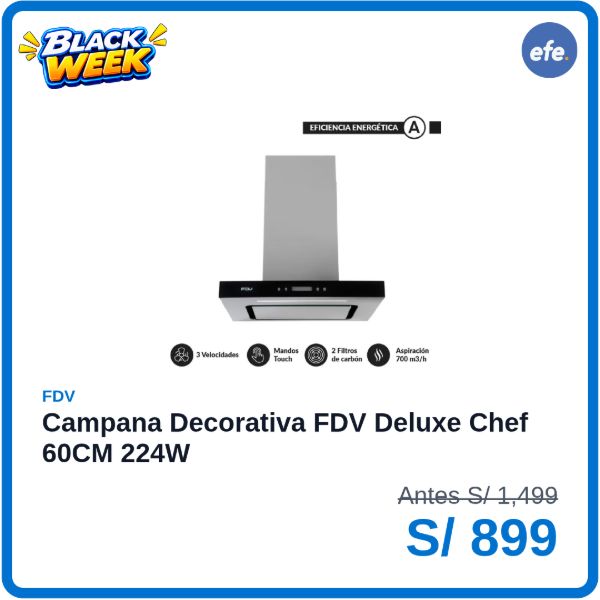 BLACK
WEEK
efe.
EFICIENCIA ENERGÉTICA A
FDV
3 Velocidades
Mandos
Touch
2 Filtros
de carbón
Aspiración
700 m3/h
FDV
Campana Decorativa FDV Deluxe Chef
60CM 224W
Antes S/ 1,499
S/ 899